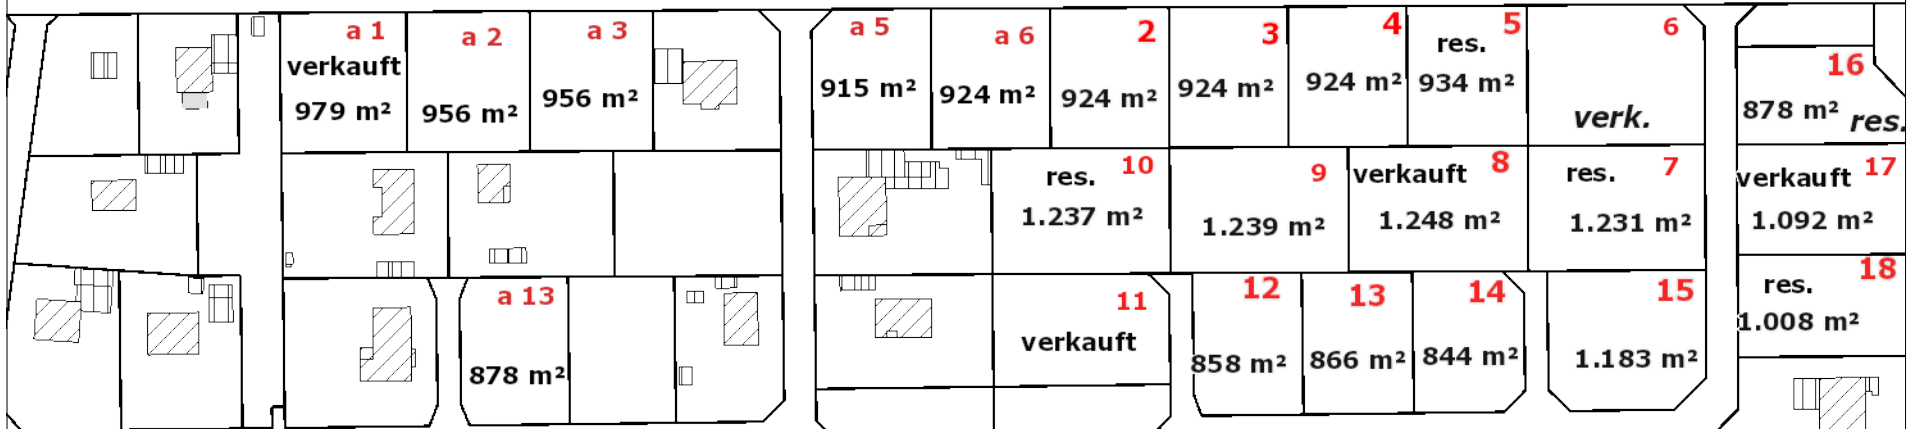 a 1
verkauft
979 m²
a 2
956 m²
a 3
956 m²
a 5
915 m²
a 6
924 m²
2
924 m²
3
924 m²
4
924 m²
5
res.
934 m²
6
verk.
16
878 m² res.
res. 10
1.237 m²
9
1.239 m²
verkauft 8
1.248 m²
res. 7
1.231 m²
verkauft 17
1.092 m²
a 13
878 m²
11
verkauft
12
858 m²
13
866 m²
14
844 m²
15
1.183 m²
18
res.
1.008 m²